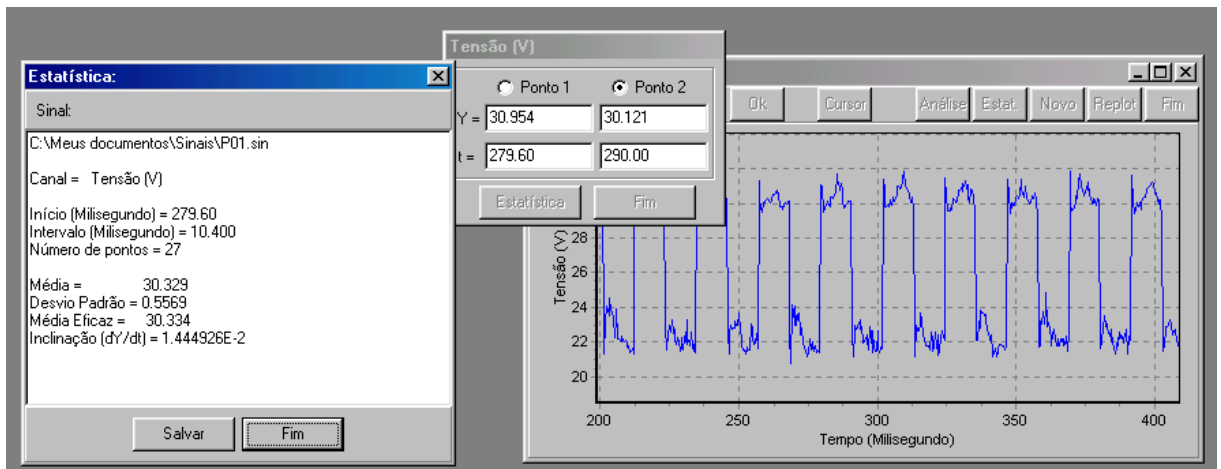 Estatística:
Sinal:
C:\Meus documentos\Sinais\P01.sin
Canal = Tensão (V)
Início (Milisegundo) = 279.60
Intervalo (Milisegundo) = 10.400
Número de pontos = 27
Média = 30.329
Desvio Padrão = 0.5569
Média Eficaz = 30.334
Inclinação (dY/dt) = 1.444926E-2
Salvar
Fim
Tensão (V)
Ponto 1
Ponto 2
Y = 30.954 30.121
t = 279.60 290.00
Estatística
Fim
Ok
Cursor
Análise
Estat.
Novo
Replot
Fim
Tensão (V)
28
26
24
22
20
200 250 300 350 400
Tempo (Milisegundo)